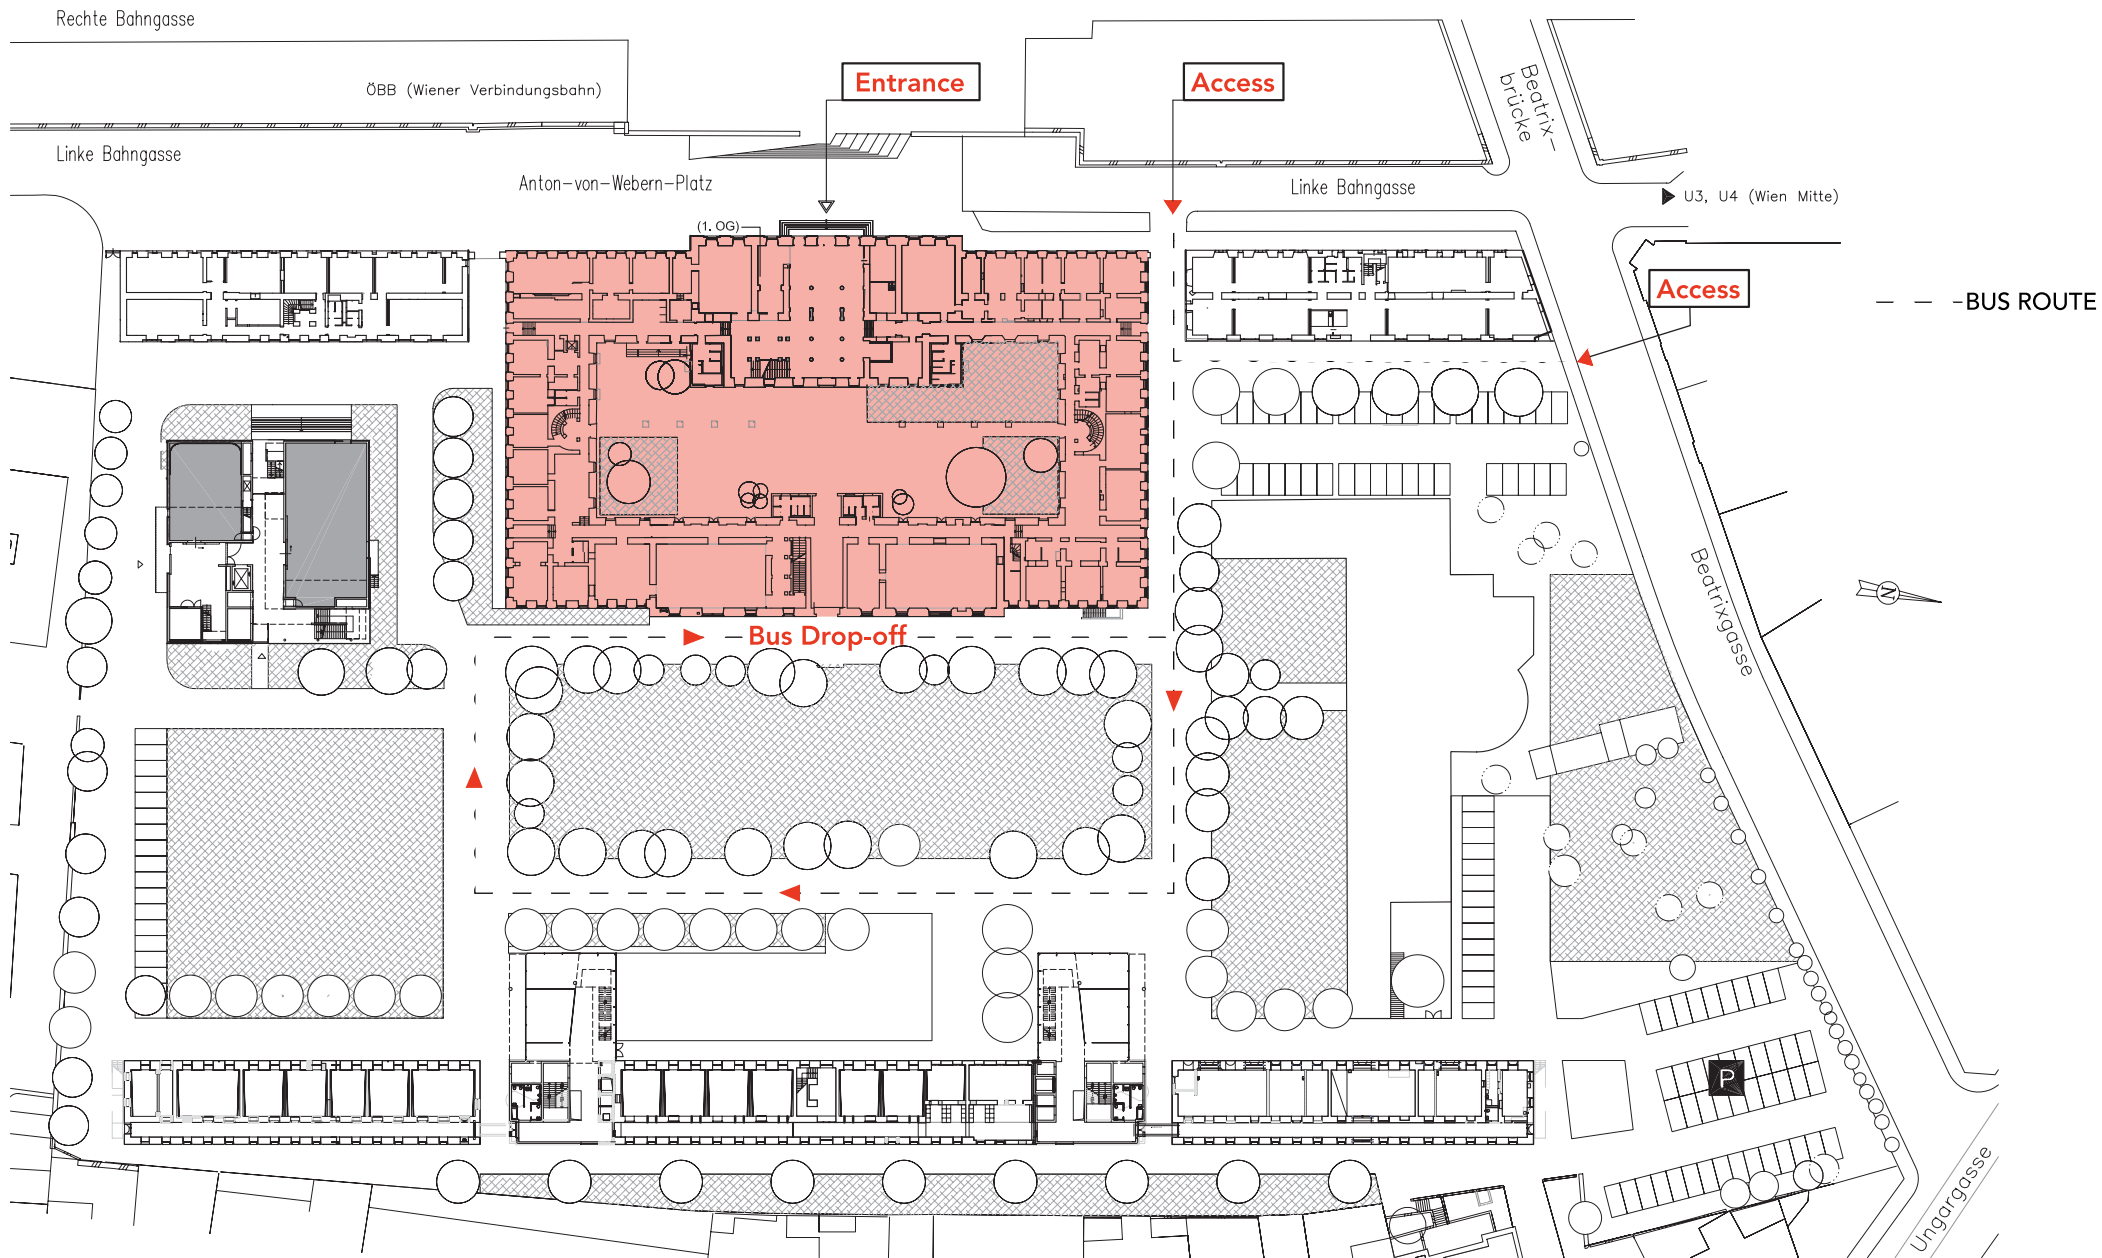 Rechte Bahngasse
ÖBB (Wiener Verbindungsbahn)
Entrance
Access
Beatrix-
brücke
Linke Bahngasse
Anton-von-Webern-Platz
Linke Bahngasse
U3, U4 (Wien Mitte)
(1. OG)
Access
BUS ROUTE
Beatrixgasse
N
Bus Drop-off
P
Ungargasse